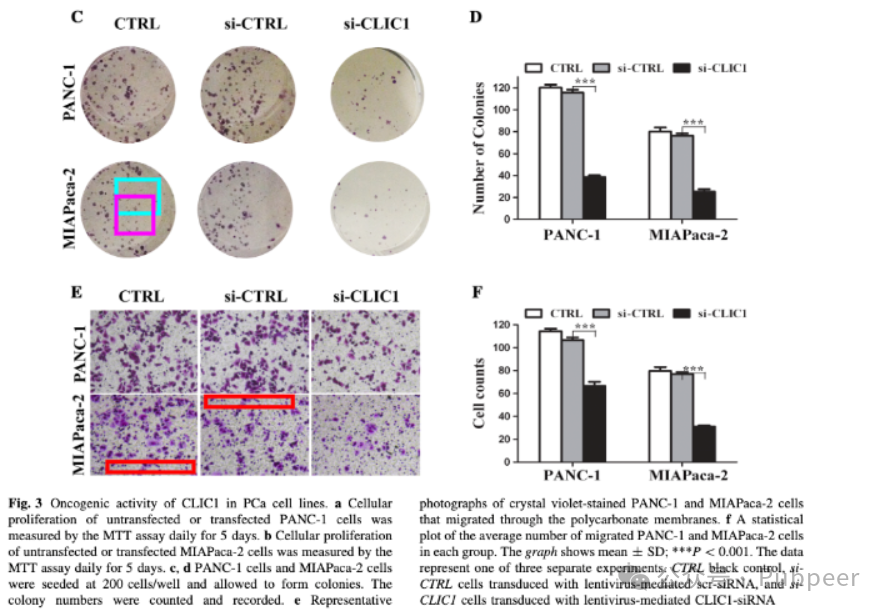 C
CTRL
si-CTRL
si-CLIC1
PANC-1
MIAPaca-2
D
CTRL
si-CTRL
si-CLIC1
Number of Colonies
120
100
80
60
40
20
0
***
***
PANC-1
MIAPaca-2
E
CTRL
si-CTRL
si-CLIC1
PANC-1
MIAPaca-2
F
CTRL
si-CTRL
si-CLIC1
Cell counts
120
100
80
60
40
20
0
***
***
PANC-1
MIAPaca-2
Fig. 3 Oncogenic activity of CLIC1 in PCa cell lines. a Cellular
proliferation of untransfected or transfected PANC-1 cells was
measured by the MTT assay daily for 5 days. b Cellular proliferation
of untransfected or transfected MIAPaca-2 cells was measured by the
MTT assay daily for 5 days. c, d PANC-1 cells and MIAPaca-2 cells
were seeded at 200 cells/well and allowed to form colonies. The
colony numbers were counted and recorded. e Representative
photographs of crystal violet-stained PANC-1 and MIAPaca-2 cells
that migrated through the polycarbonate membranes. f A statistical
plot of the average number of migrated PANC-1 and MIAPaca-2 cells
in each group. The graph shows mean ± SD; ***P < 0.001. The data
represent one of three separate experiments. CTRL black control, si-
CTRL cells transduced with lentivirus-mediated scr-siRNA, and si-
CLIC1 cells transduced with lentivirus-mediated CLIC1-siRNA
公众号 · Pubpeer